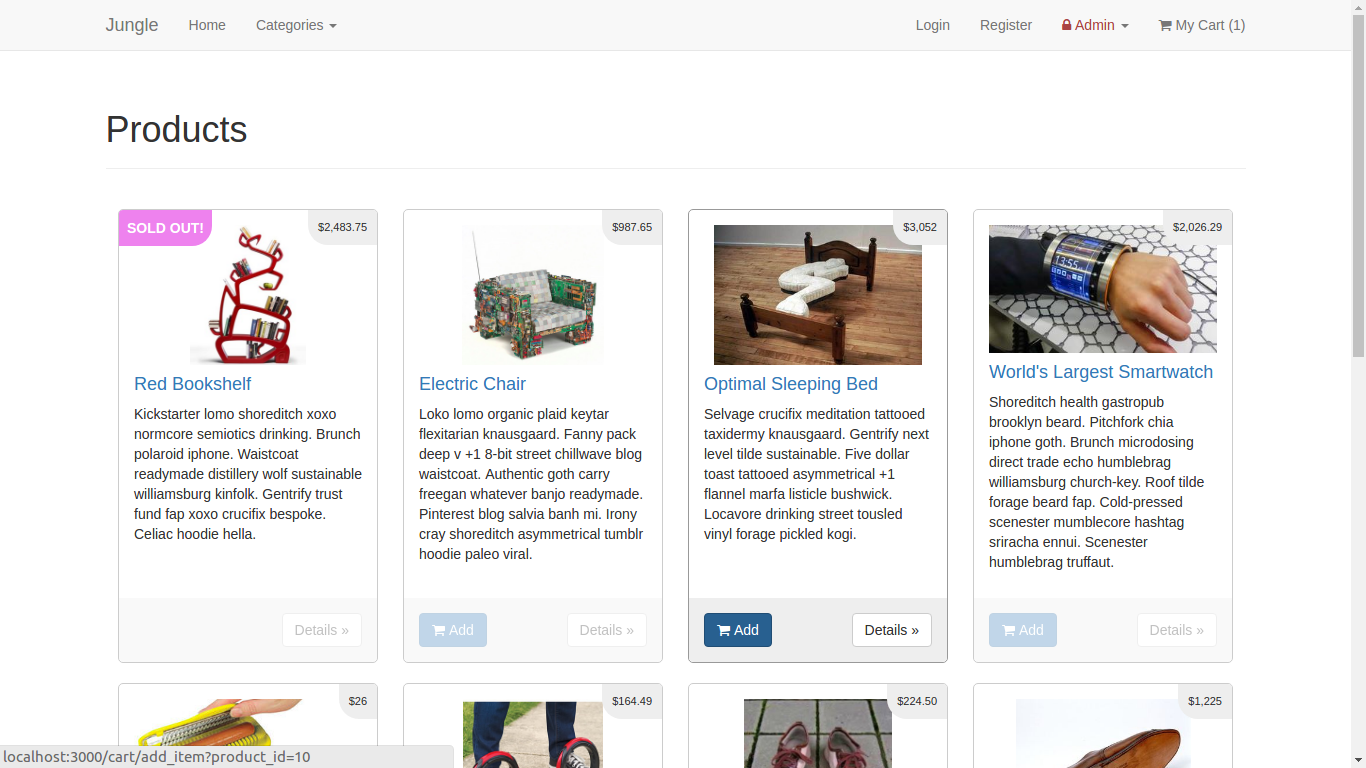 Jungle Home Categories Login Register Admin My Cart (1)
Products
SOLD OUT! $2,483.75
Red Bookshelf
Kickstarter lomo shoreditch xoxo
normcore semiotics drinking. Brunch
polaroid iphone. Waistcoat
readymade distillery wolf sustainable
williamsburg kinfolk. Gentrify trust
fund fap xoxo crucifix bespoke.
Celiac hoodie hella.
Details »
$987.65
Electric Chair
Loko lomo organic plaid keytar
flexitarian knausgaard. Fanny pack
deep v +1 8-bit street chillwave blog
waistcoat. Authentic goth carry
freegan whatever banjo readymade.
Pinterest blog salvia banh mi. Irony
cray shoreditch asymmetrical tumblr
hoodie paleo viral.
Add Details »
$3,052
Optimal Sleeping Bed
Selvage crucifix meditation tattooed
taxidermy knausgaard. Gentrify next
level tilde sustainable. Five dollar
toast tattooed asymmetrical +1
flannel marfa listicle bushwick.
Locavore drinking street tousled
vinyl forage pickled kogi.
Add Details »
$2,026.29
13:55
World's Largest Smartwatch
Shoreditch health gastropub
brooklyn beard. Pitchfork chia
iphone goth. Brunch microdosing
direct trade echo humblebrag
williamsburg church-key. Roof tilde
forage beard fap. Cold-pressed
scenester mumblecore hashtag
sriracha ennui. Scenester
humblebrag truffaut.
Add Details »
$26
$164.49
$224.50
$1,225
localhost:3000/cart/add_item?product_id=10